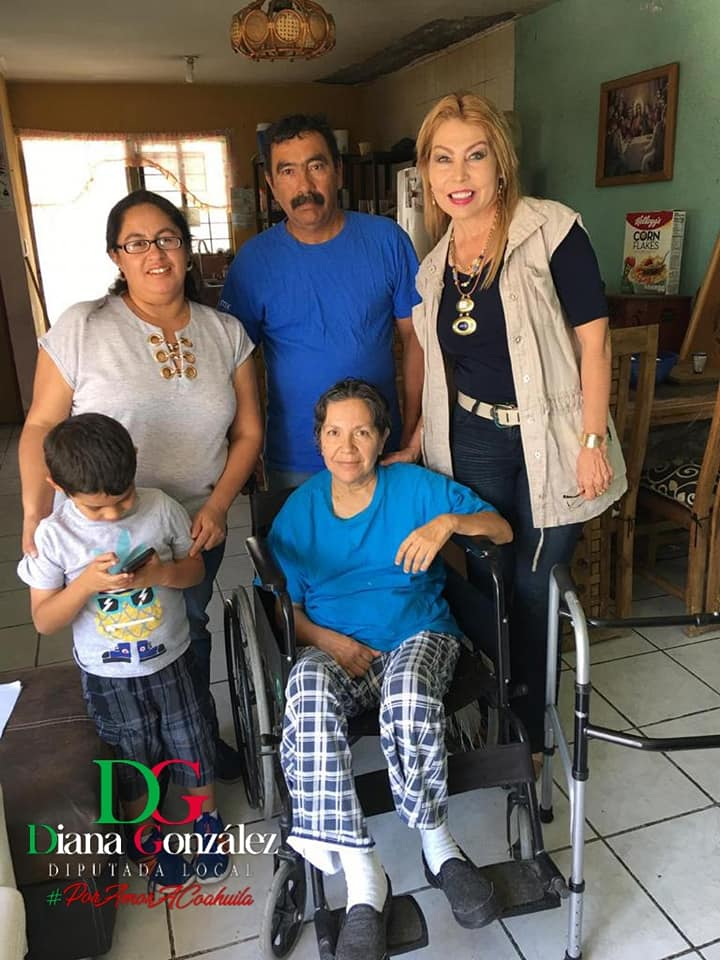 Kellogg's
CORN
FLAKES
DG
Diana González
DIPUTADA LOCAL
#PorAmorACoahuila